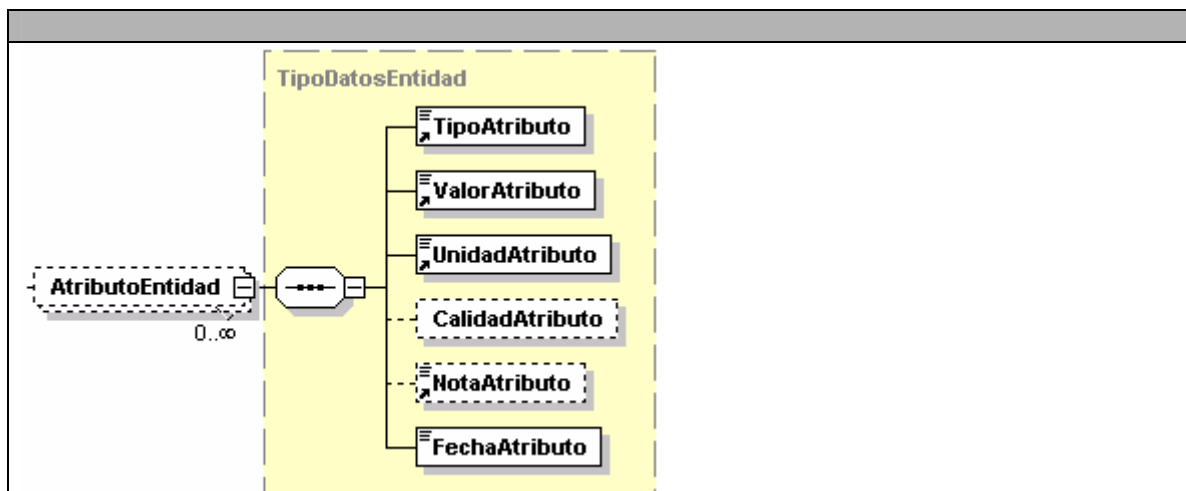 TipoDatosEntidad
TipoAtributo
ValorAtributo
UnidadAtributo
AtributoEntidad
0..∞
CalidadAtributo
NotaAtributo
FechaAtributo